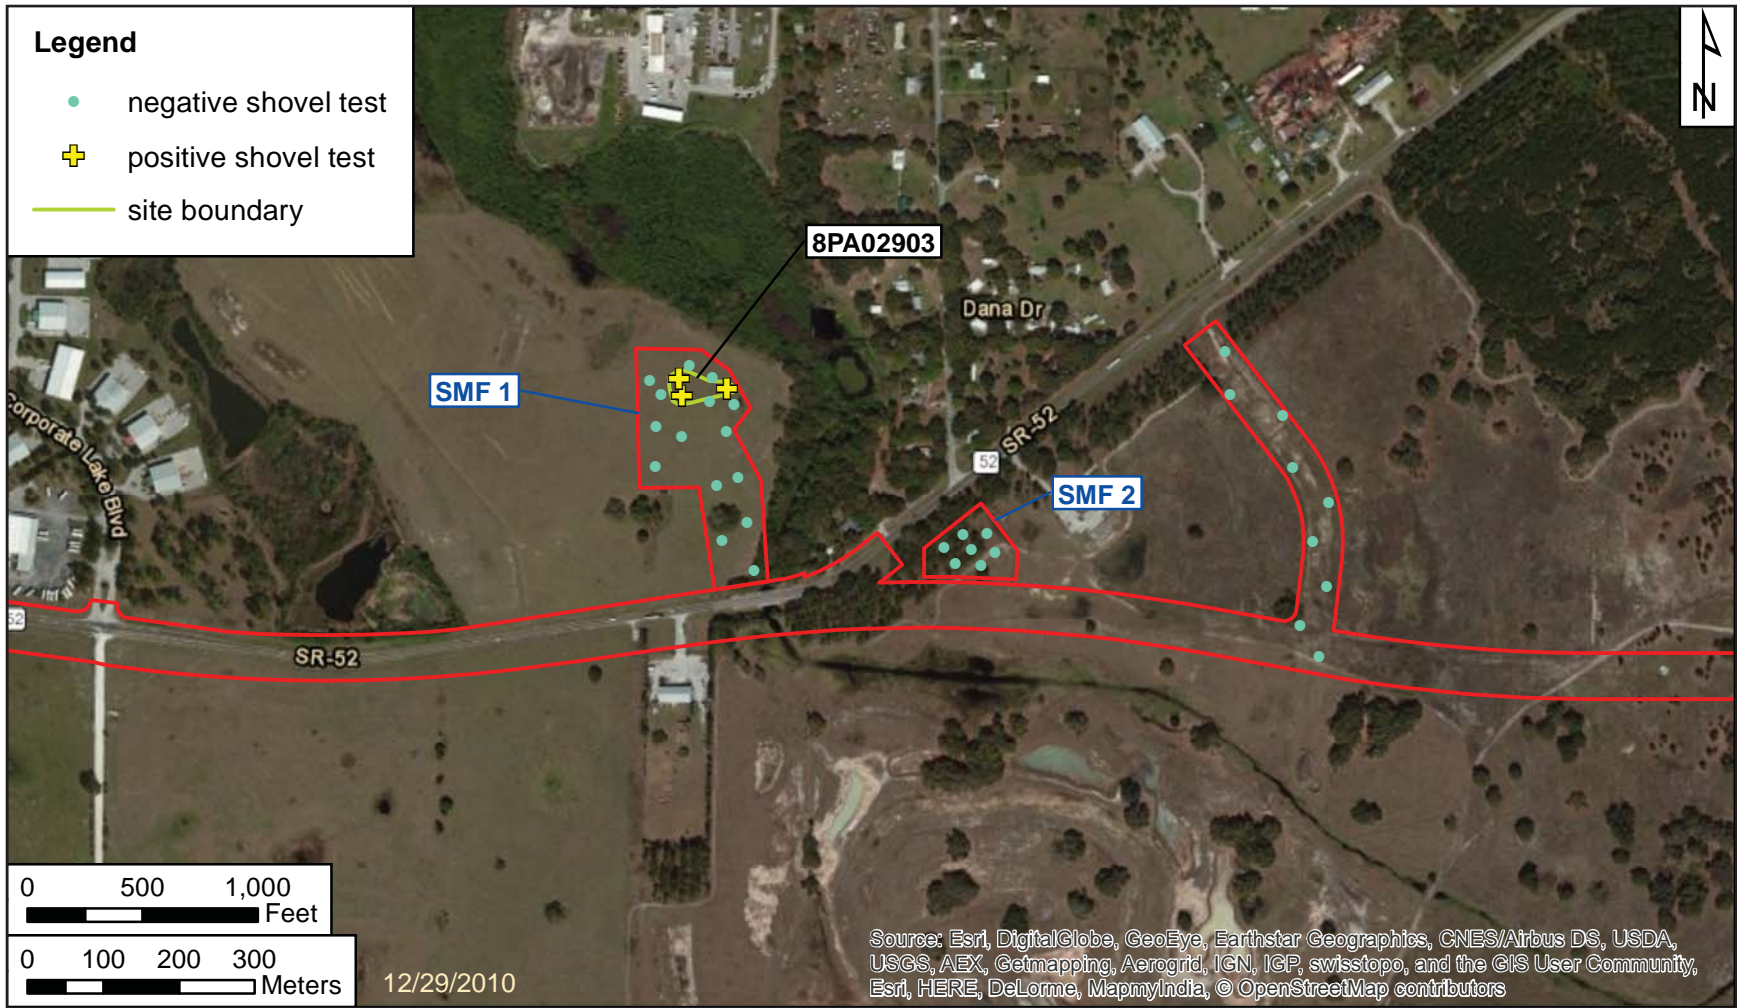 Legend
negative shovel test
positive shovel test
site boundary
N
8PA02903
Dana Dr
SMF 1
SR-52
52
SMF 2
Corporate Lake Blvd
52
SR-52
0 500 1,000
Feet
0 100 200 300
Meters
12/29/2010
Source: Esri, DigitalGlobe, GeoEye, Earthstar Geographics, CNES/Airbus DS, USDA,
USGS, AEX, Getmapping, Aerogrid, IGN, IGP, swisstopo, and the GIS User Community,
Esri, HERE, DeLorme, MapmyIndia, © OpenStreetMap contributors